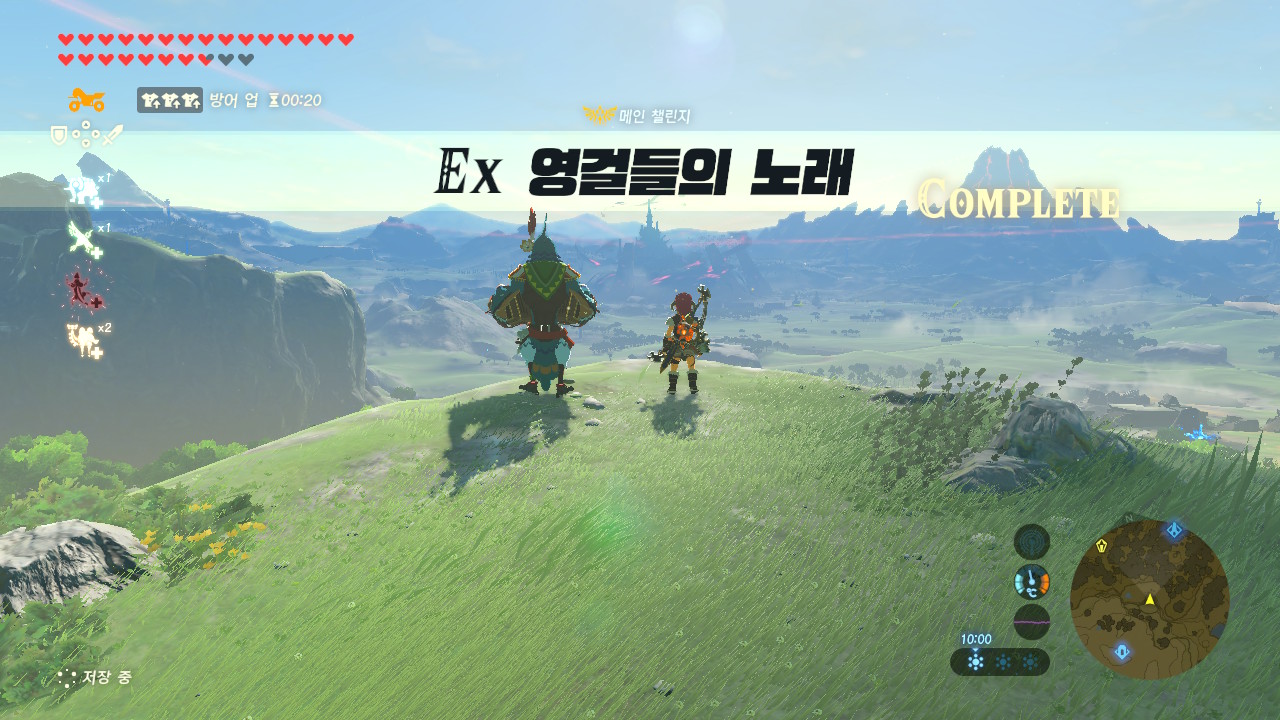 방어 업 00:20
메인 챌린지
Ex 영걸들의 노래
COMPLETE
x1
x1
x2
N
℃
10:00
저장 중